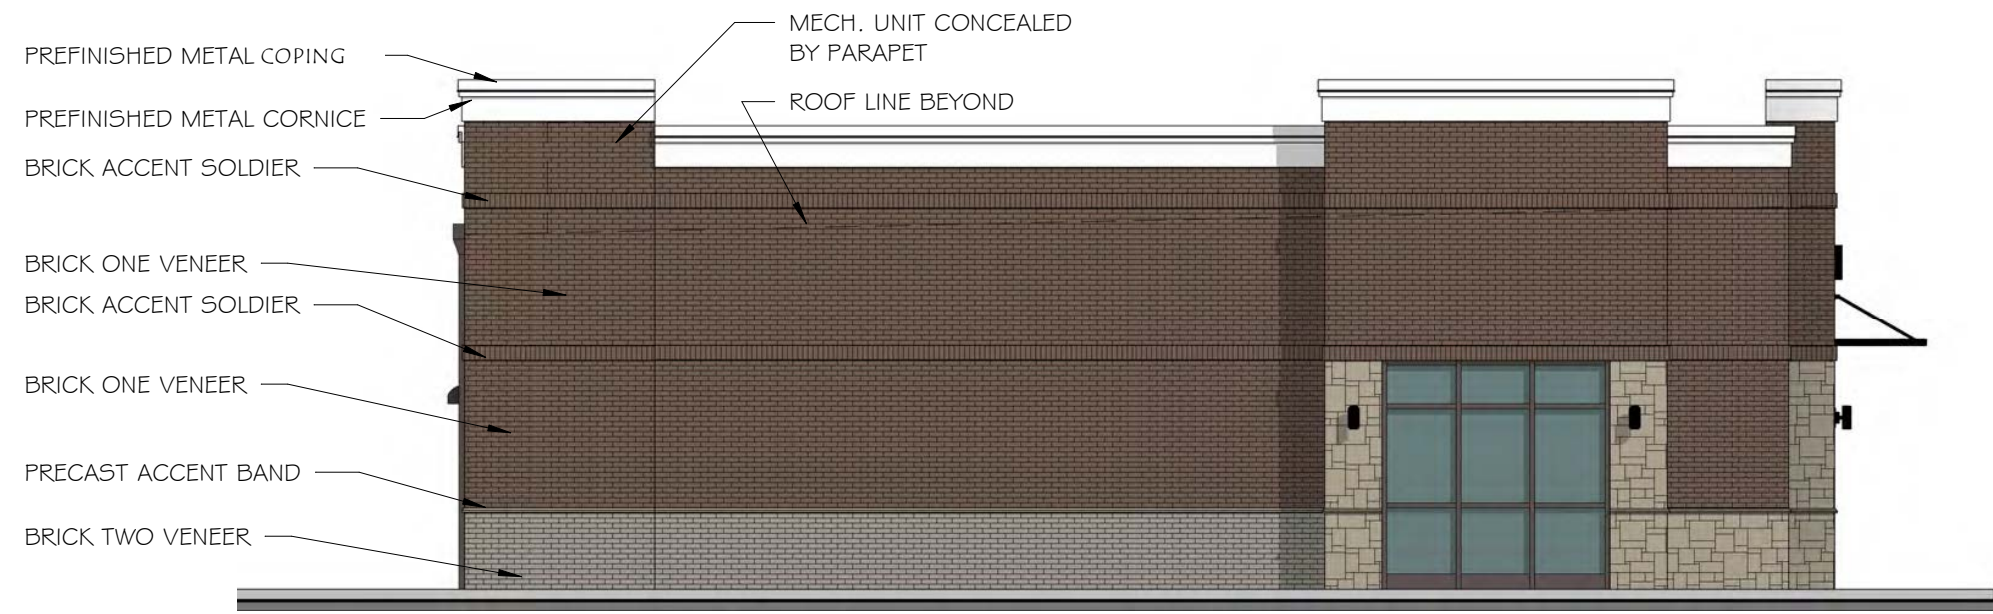 MECH. UNIT CONCEALED
BY PARAPET
PREFINISHED METAL COPING
ROOF LINE BEYOND
PREFINISHED METAL CORNICE
BRICK ACCENT SOLDIER
BRICK ONE VENEER
BRICK ACCENT SOLDIER
BRICK ONE VENEER
PRECAST ACCENT BAND
BRICK TWO VENEER